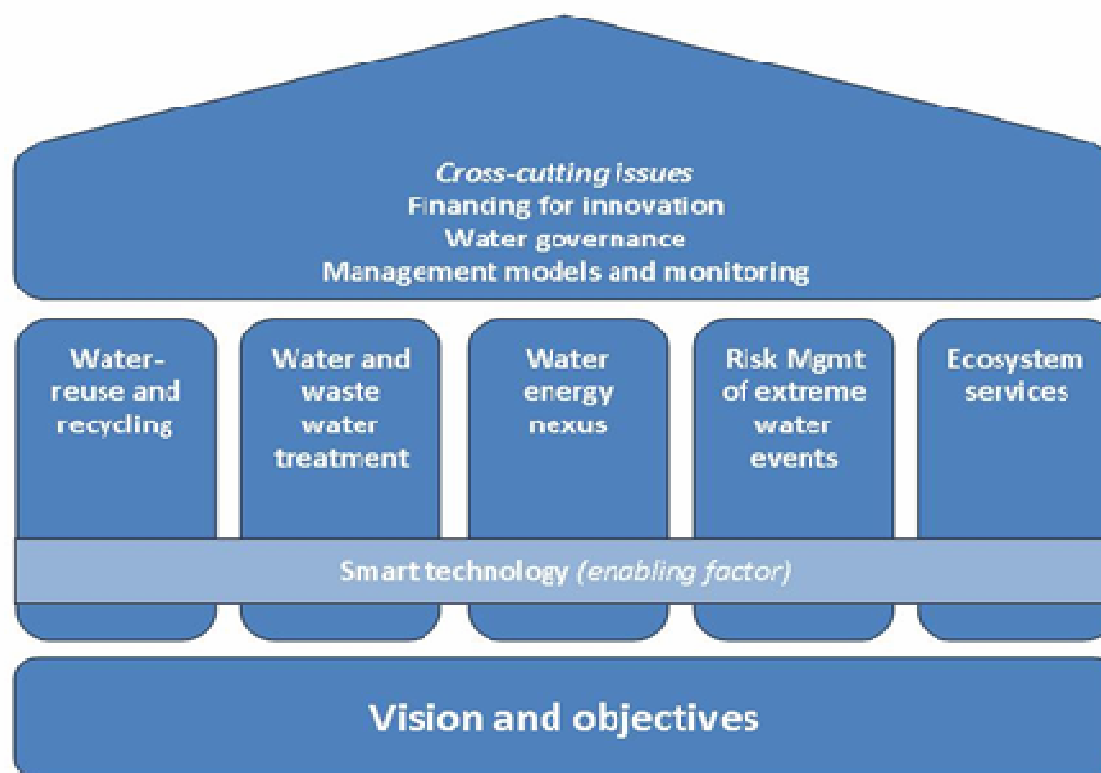 Cross-cutting issues
Financing for innovation
Water governance
Management models and monitoring
Water-
reuse and
recycling
Water and
waste
water
treatment
Water
energy
nexus
Risk Mgmt
of extreme
water
events
Ecosystem
services
Smart technology (enabling factor)
Vision and objectives